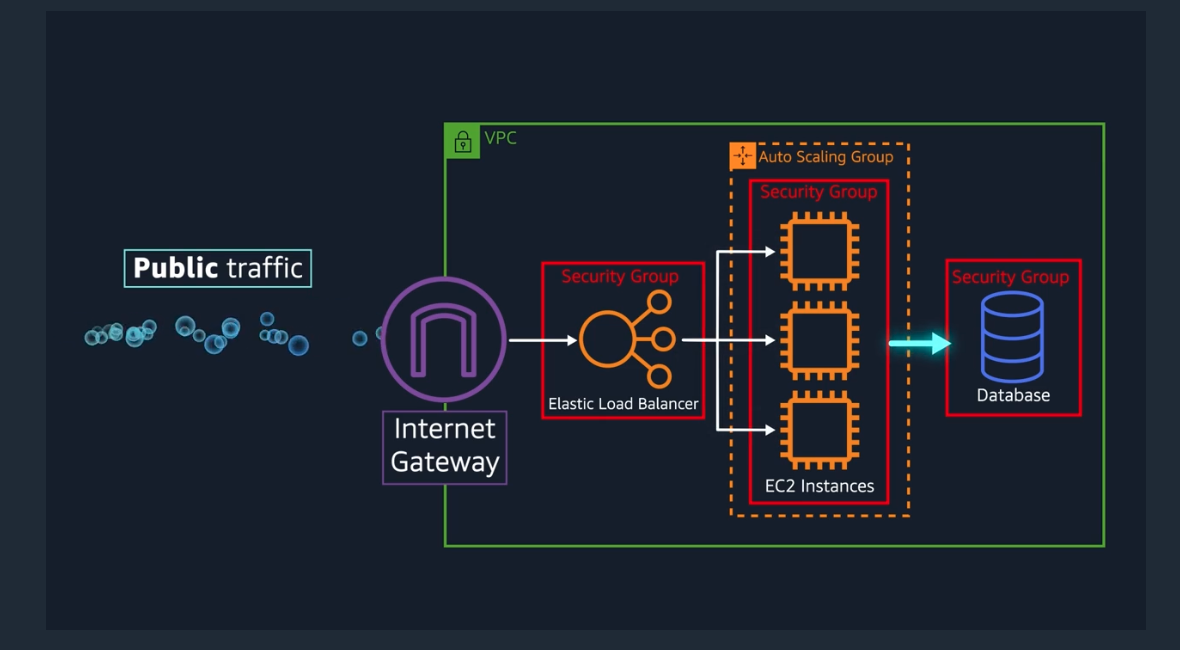 VPC
Auto Scaling Group
Security Group
Public traffic
Security Group
Security Group
Elastic Load Balancer
Database
Internet
Gateway
EC2 Instances